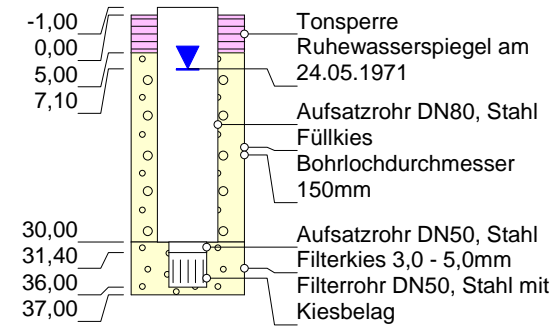 -1,00
0,00
5,00
7,10
30,00
31,40
36,00
37,00
Tonsperre
Ruhewasserspiegel am
24.05.1971
Aufsatzrohr DN80, Stahl
Füllkies
Bohrlochdurchmesser
150mm
Aufsatzrohr DN50, Stahl
Filterkies 3,0 - 5,0mm
Filterrohr DN50, Stahl mit
Kiesbelag